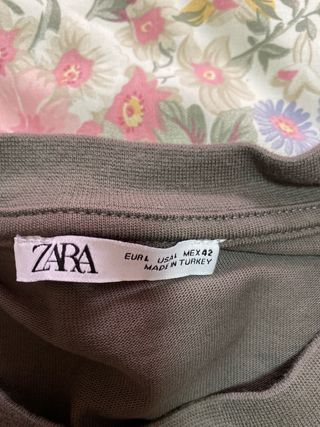 ZARA
EUR L USA L MEX 42
MADE IN TURKEY